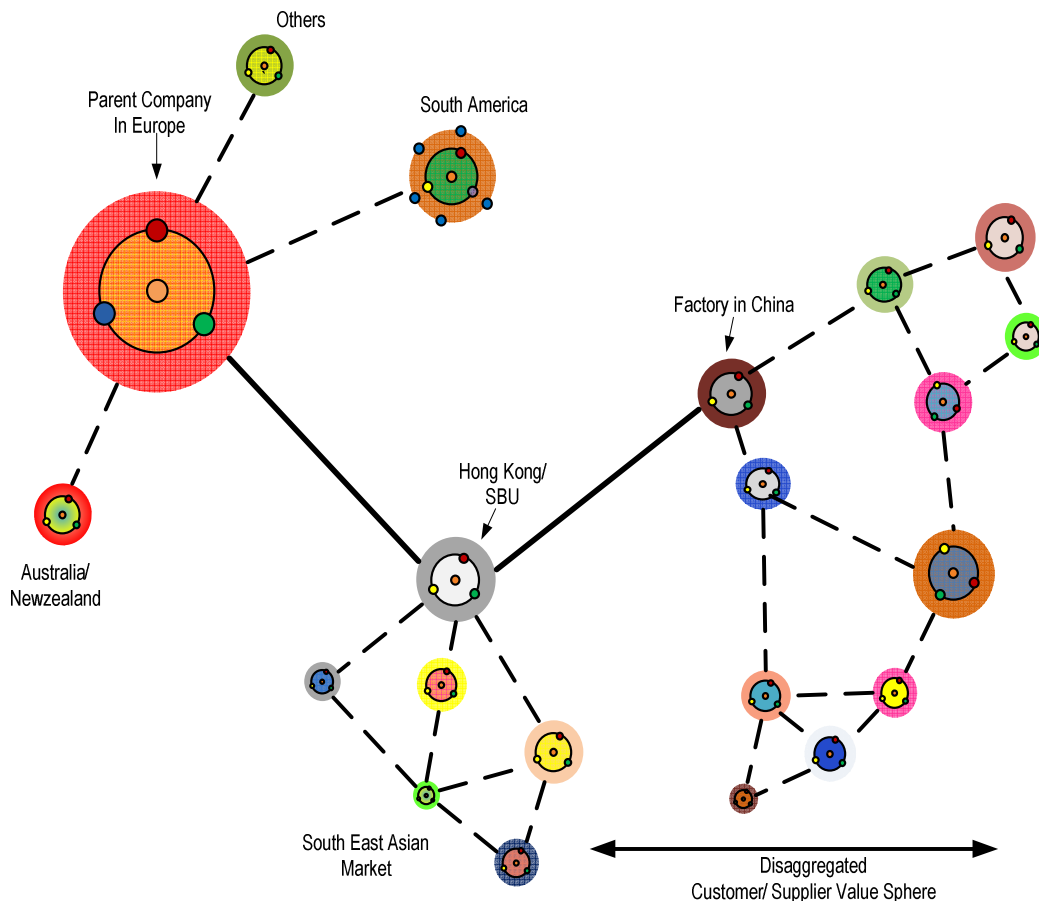 Others
Parent Company
In Europe
South America
Factory in China
Hong Kong/
SBU
Australia/
Newzealand
South East Asian
Market
Disaggregated
Customer/ Supplier Value Sphere